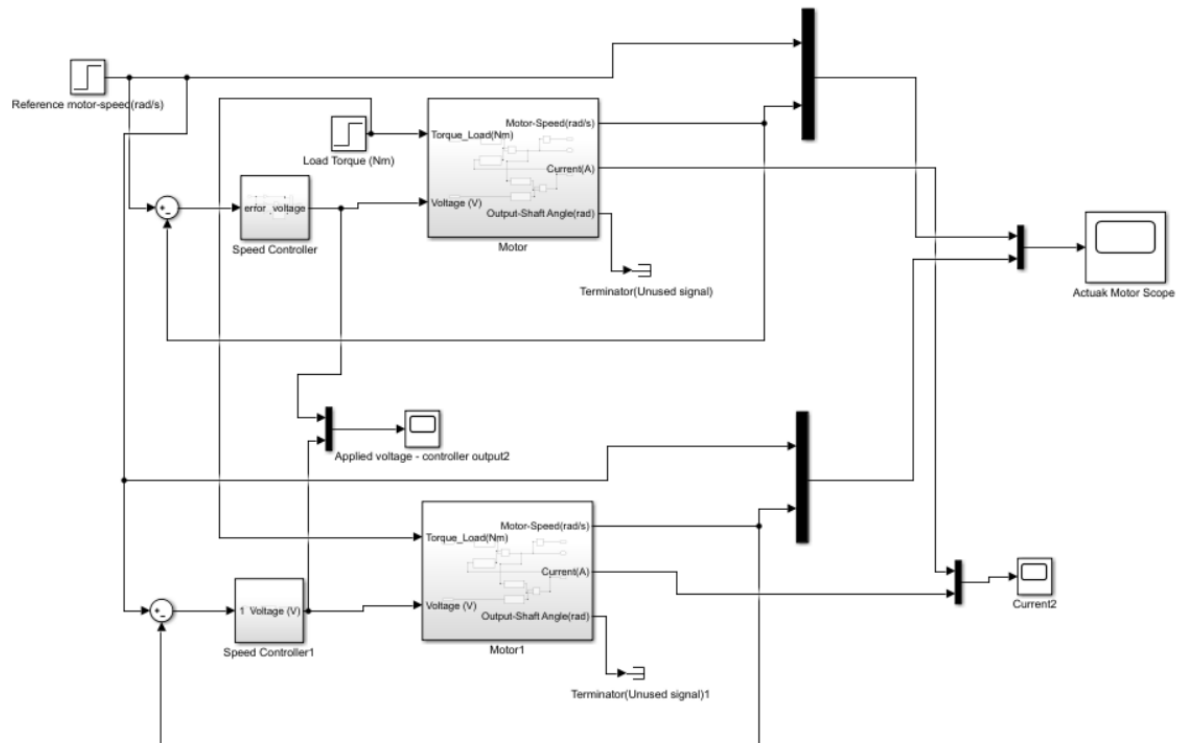 Reference motor-speed(rad/s)
Load Torque (Nm)
Torque_Load(Nm)
Motor-Speed(rad/s)
Current(A)
error voltage
Voltage (V)
Output-Shaft Angle(rad)
Speed Controller
Motor
Terminator(Unused signal)
Actuak Motor Scope
Applied voltage - controller output2
Torque_Load(Nm)
Motor-Speed(rad/s)
Current(A)
1 Voltage (V)
Voltage (V)
Output-Shaft Angle(rad)
Current2
Speed Controller1
Motor1
Terminator(Unused signal)1